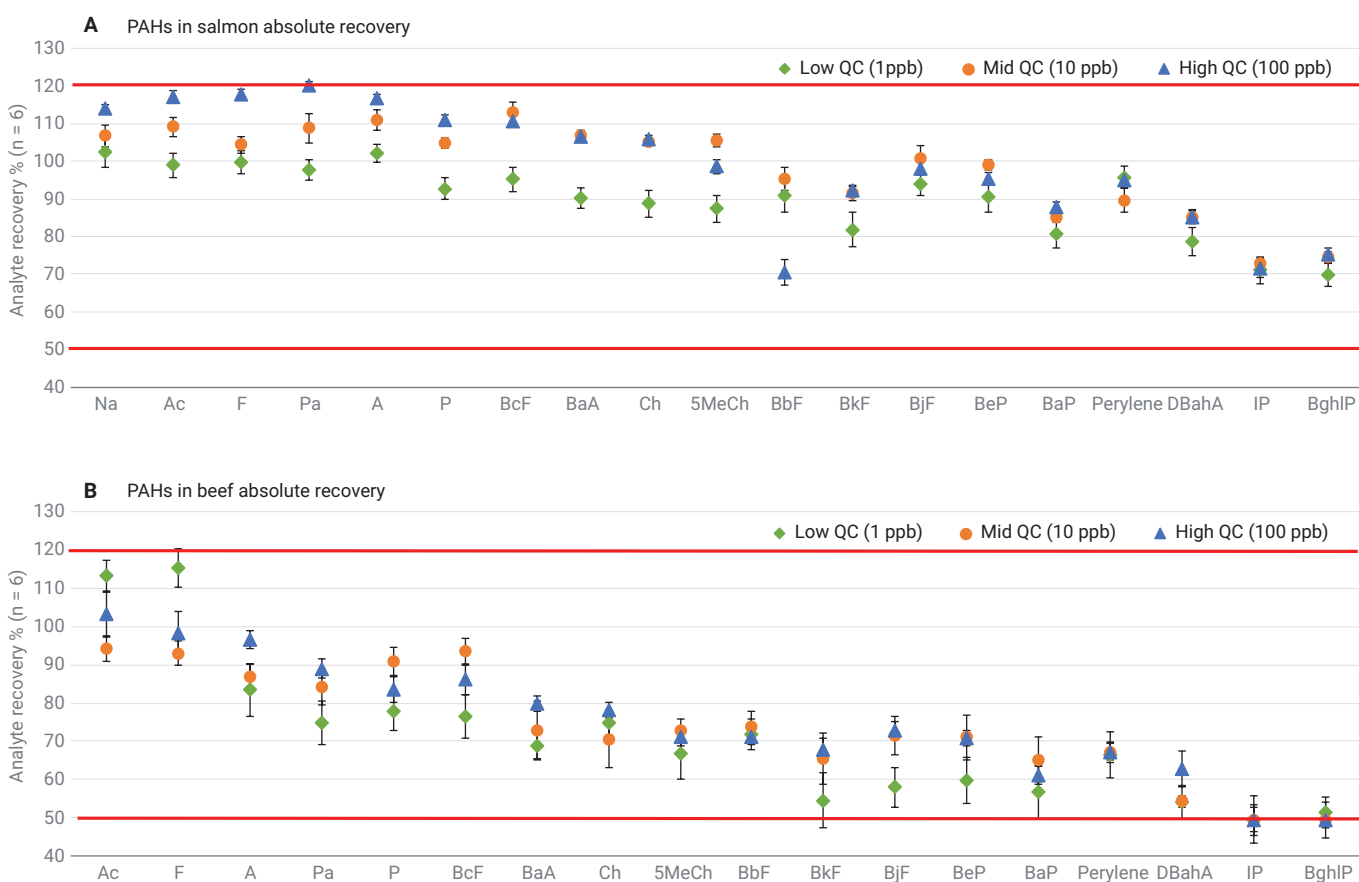 A PAHs in salmon absolute recovery
Low QC (1ppb) Mid QC (10 ppb) High QC (100 ppb)
Analyte recovery % (n = 6)
130
120
110
100
90
80
70
60
50
40
Na Ac F Pa A P BcF BaA Ch 5MeCh BbF BkF BjF BeP BaP Perylene DBahA IP BghlP
B PAHs in beef absolute recovery
Low QC (1 ppb) Mid QC (10 ppb) High QC (100 ppb)
Analyte recovery % (n = 6)
130
120
110
100
90
80
70
60
50
40
Ac F A Pa P BcF BaA Ch 5MeCh BbF BkF BjF BeP BaP Perylene DBahA IP BghlP